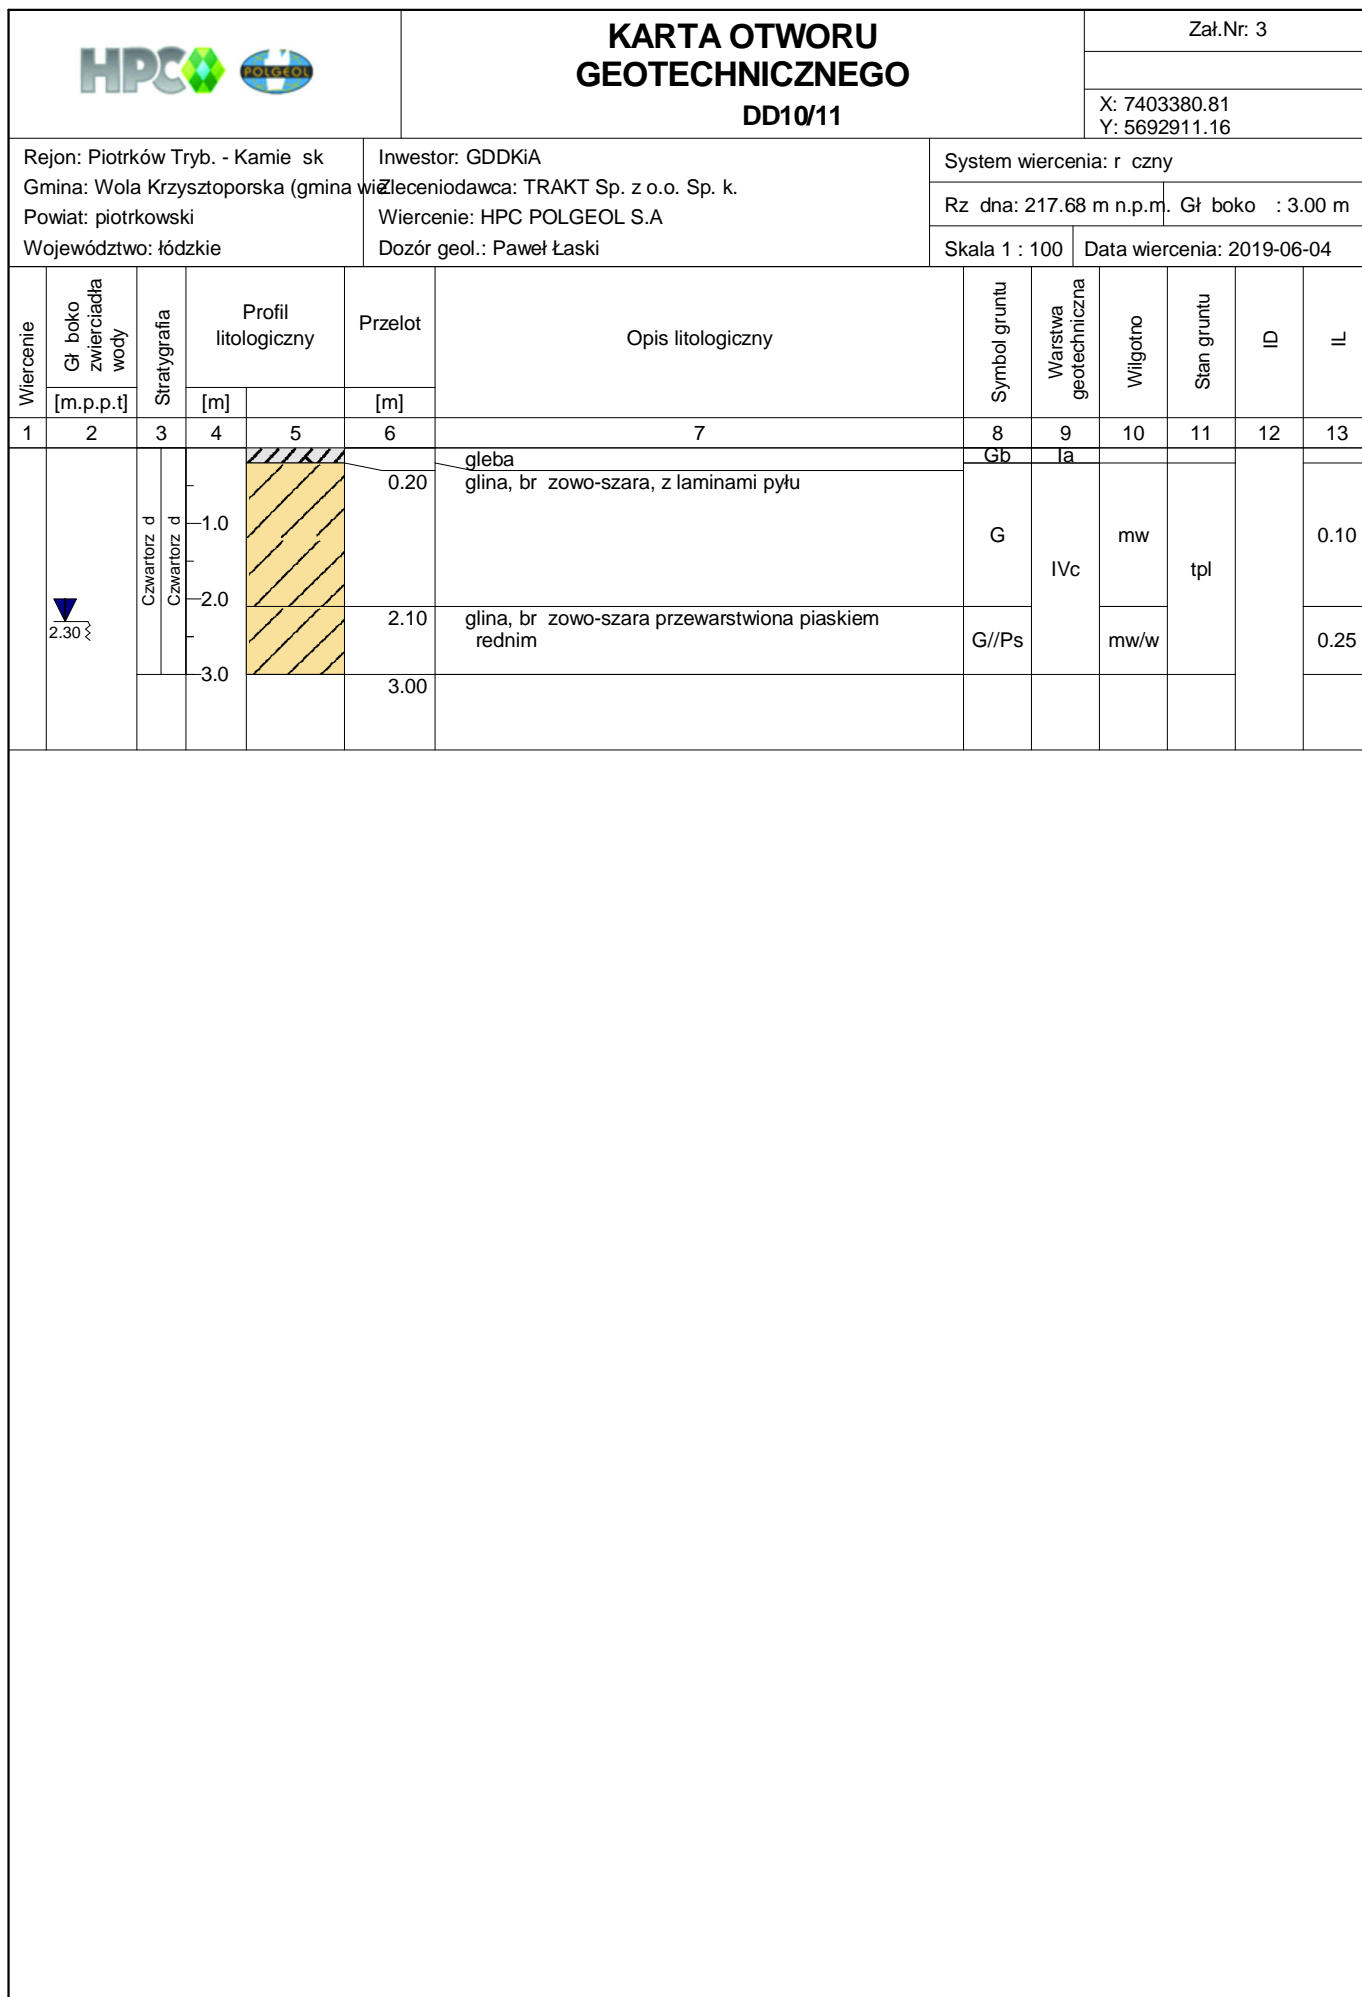 HPC POLGEOL
KARTA OTWORU
GEOTECHNICZNEGO
DD10/11
Zał.Nr: 3
X: 7403380.81
Y: 5692911.16
Rejon: Piotrków Tryb. - Kamie sk
Gmina: Wola Krzysztoporska (gmina wie
Powiat: piotrkowski
Województwo: łódzkie
Inwestor: GDDKiA
Zleceniodawca: TRAKT Sp. z o.o. Sp. k.
Wiercenie: HPC POLGEOL S.A
Dozór geol.: Paweł Łaski
System wiercenia: r czny
Rz dna: 217.68 m n.p.m.
Gł boko : 3.00 m
Skala 1 : 100
Data wiercenia: 2019-06-04
Wiercenie
Gł boko
zwierciadła
wody
[m.p.p.t]
Stratygrafia
Profil
litologiczny
[m]
Przelot
[m]
Opis litologiczny
Symbol gruntu
Warstwa
geotechniczna
Wilgotno
Stan gruntu
ID
IL
1 2 3 4 5 6 7 8 9 10 11 12 13
gleba Gb Ia
0.20 glina, br zowo-szara, z laminami pyłu
Czwartorz d
Czwartorz d
1.0
G
mw
0.10
IVc
tpl
2.0
2.30
2.10 glina, br zowo-szara przewarstwiona piaskiem
rednim
G//Ps
mw/w
0.25
3.0
3.00